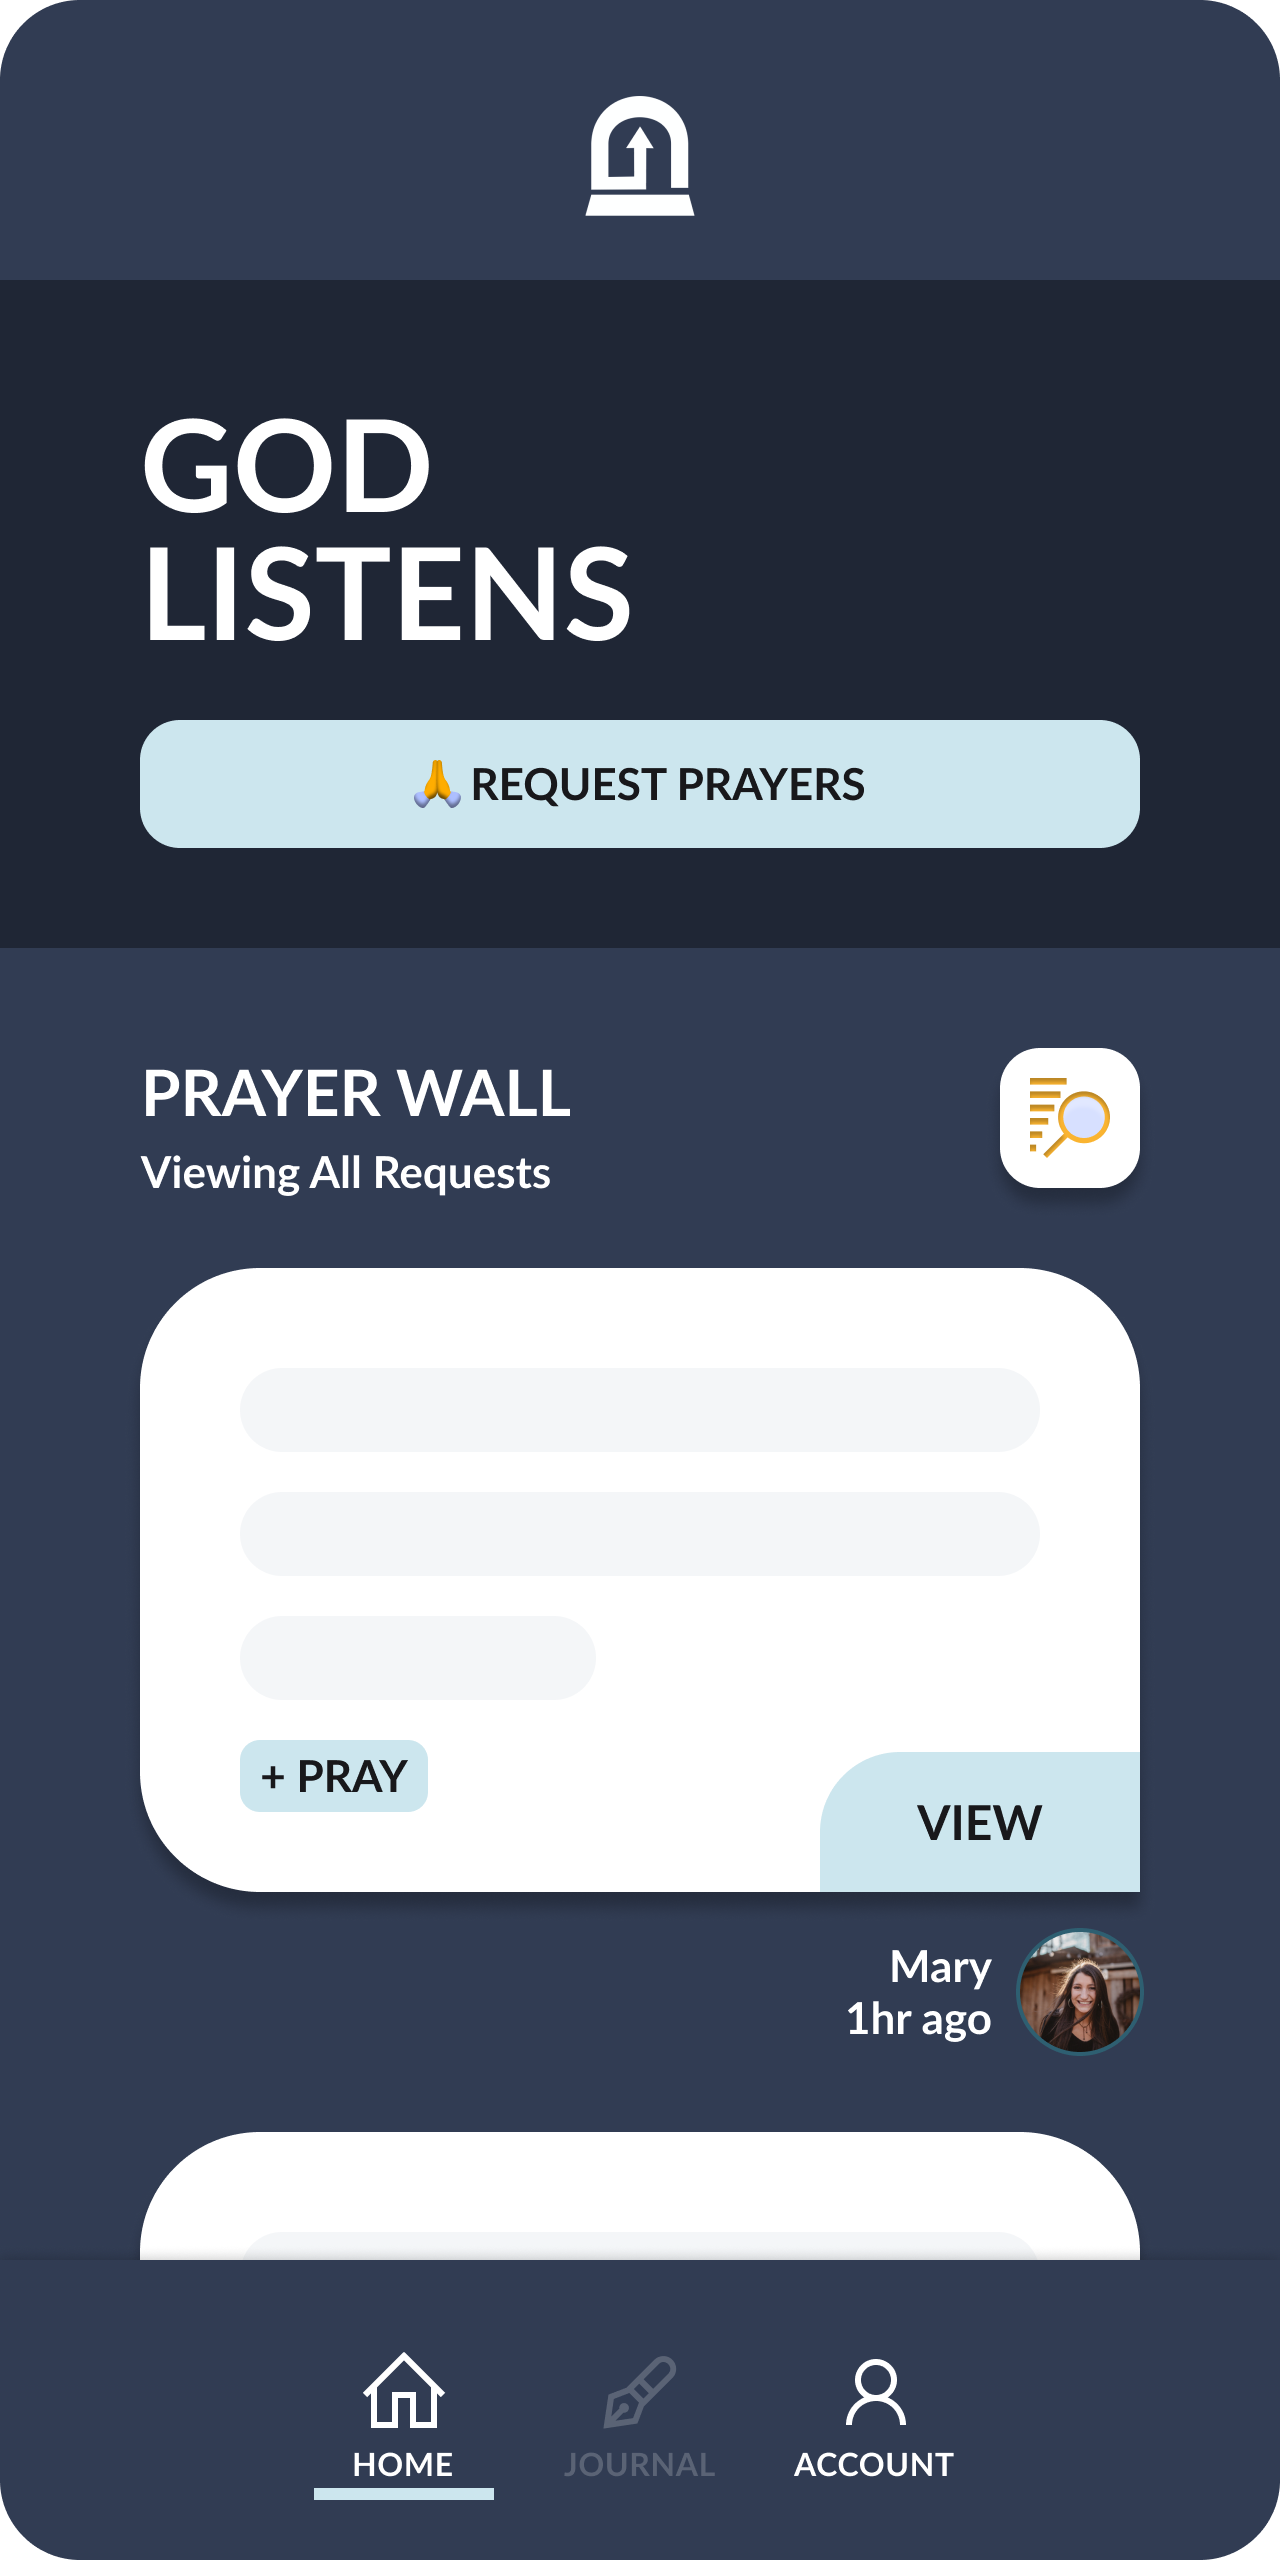 GOD
LISTENS
🙏 REQUEST PRAYERS
PRAYER WALL
Viewing All Requests
+ PRAY
VIEW
Mary
1hr ago
HOME
JOURNAL
ACCOUNT